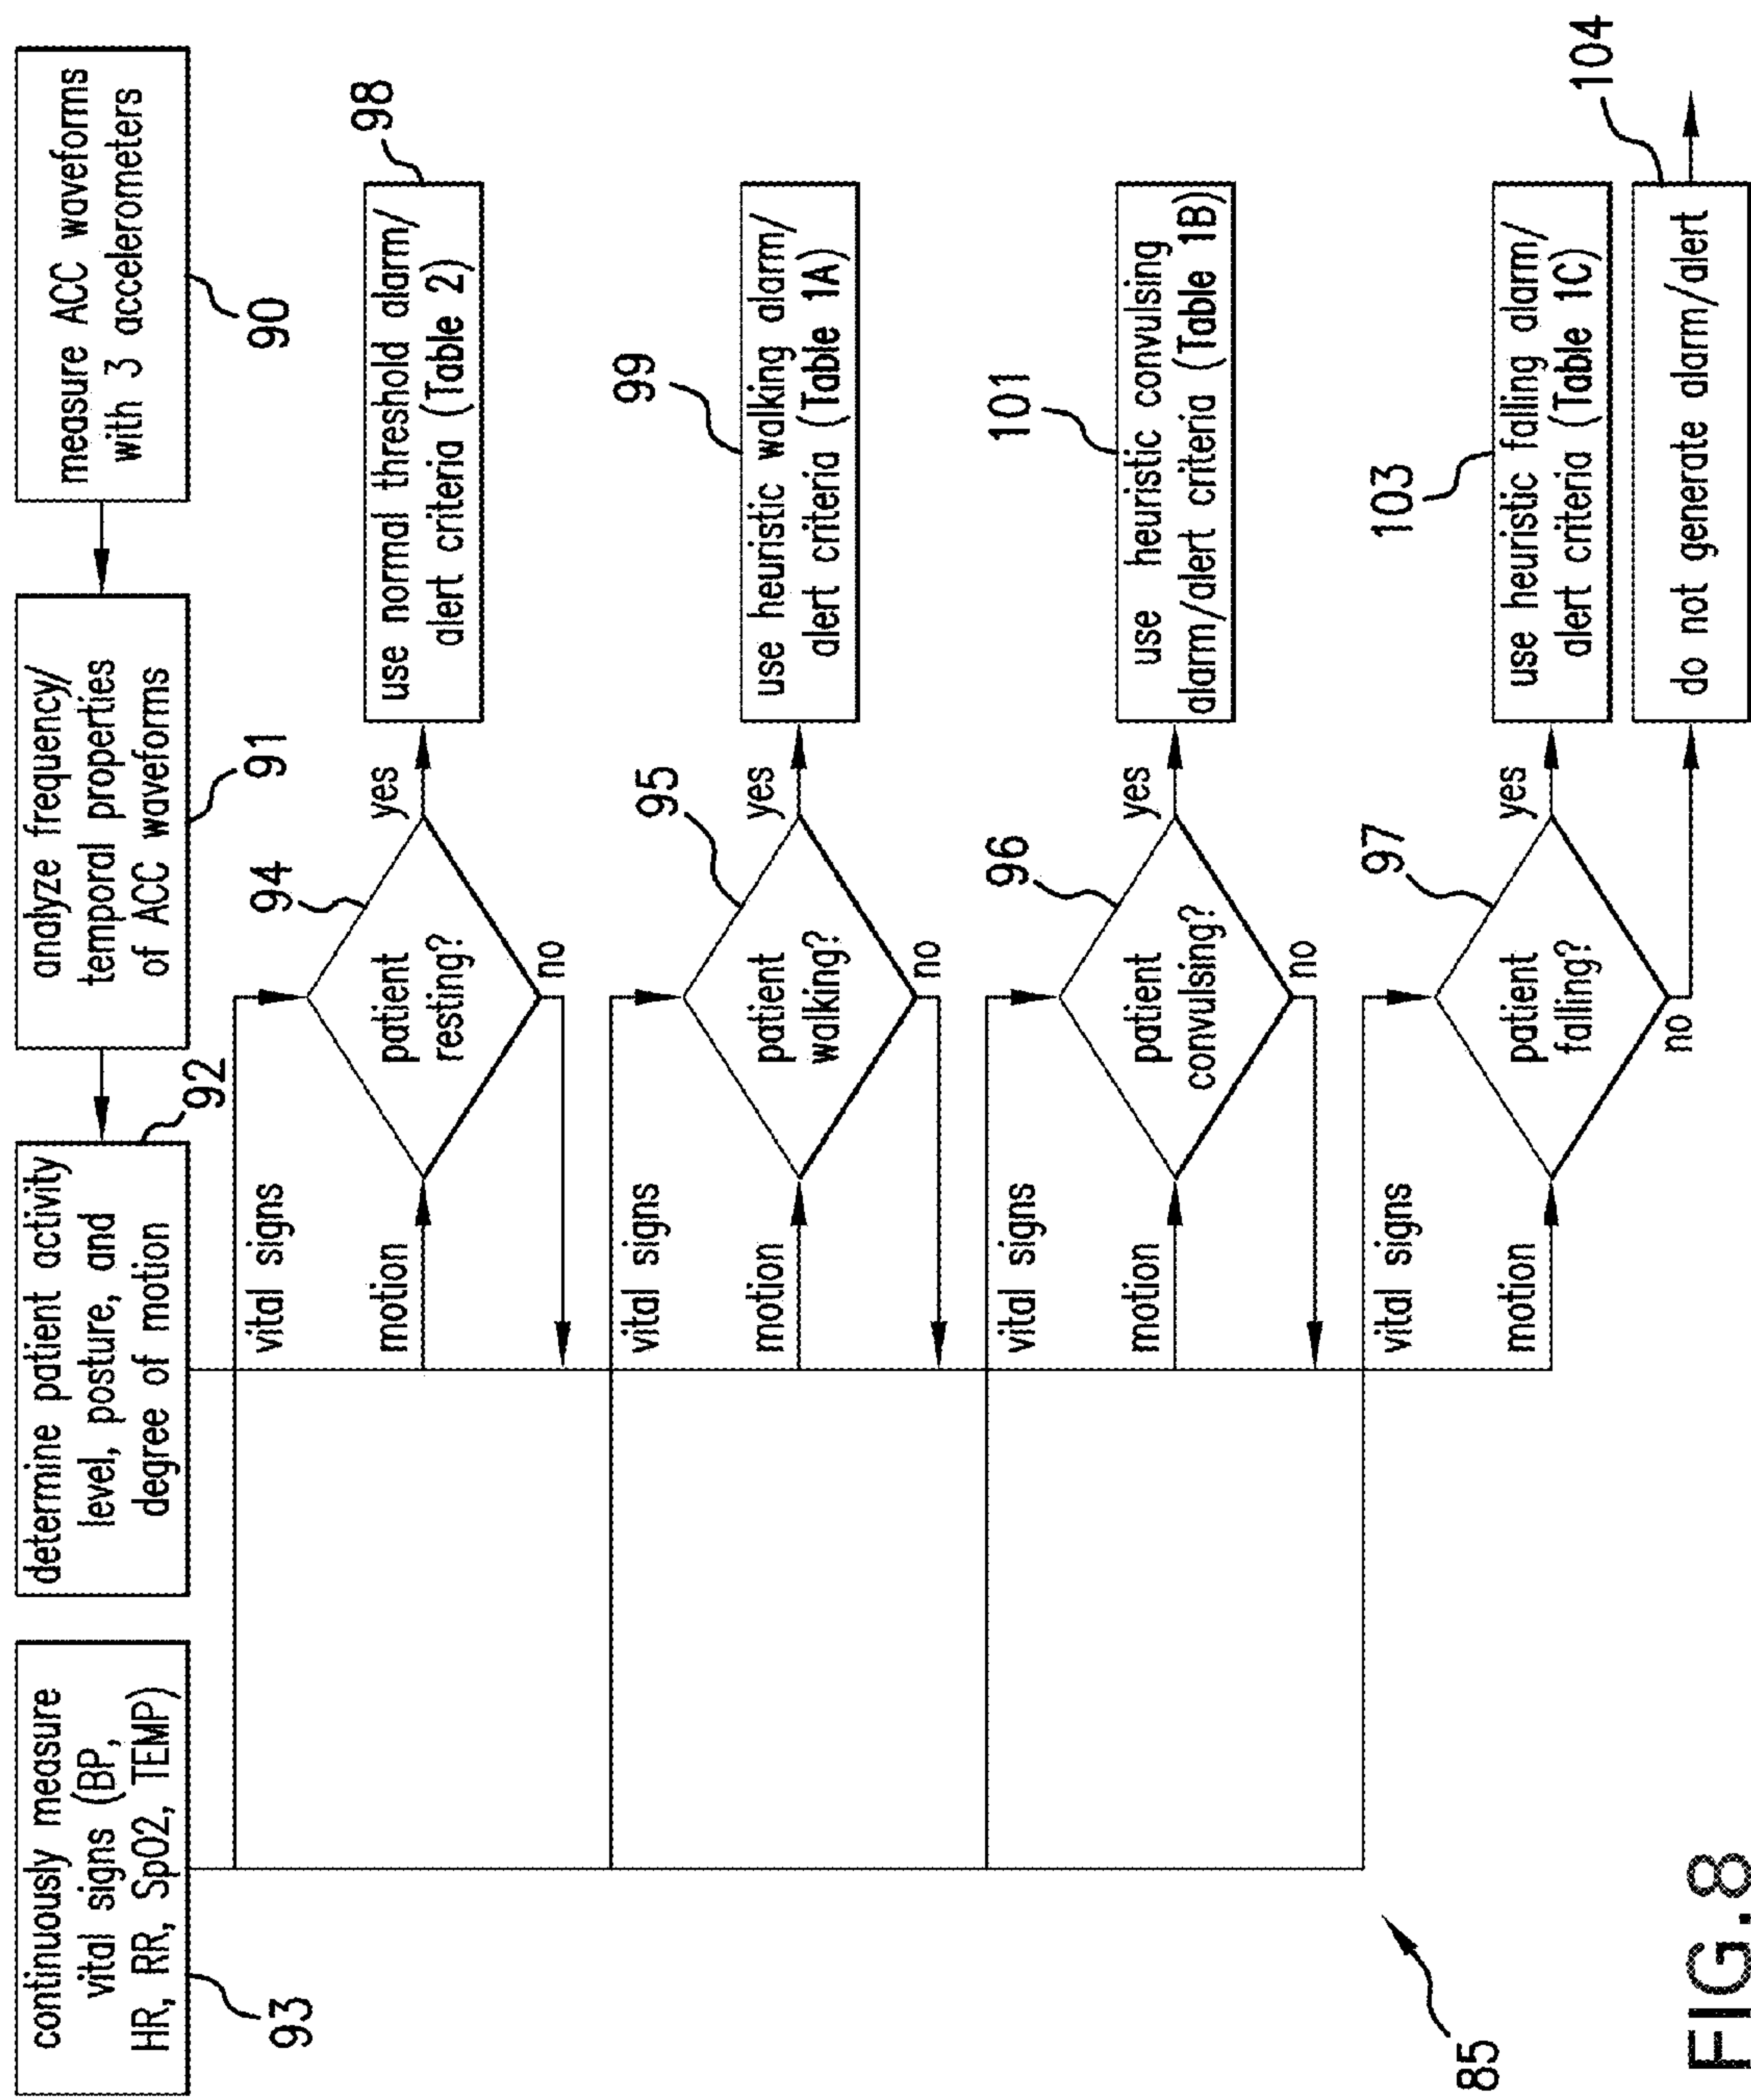 continuously measure
vital signs (BP,
HR, RR, SpO2, TEMP)
93
determine patient activity
level, posture, and
degree of motion
92
analyze frequency/
temporal properties
of ACC waveforms
91
measure ACC waveforms
with 3 accelerometers
90
vital signs
motion
94
patient
resting?
yes
no
use normal threshold alarm/
alert criteria (Table 2)
98
vital signs
motion
95
patient
walking?
yes
no
use heuristic walking alarm/
alert criteria (Table 1A)
99
vital signs
motion
96
patient
convulsing?
yes
no
use heuristic convulsing
alarm/alert criteria (Table 1B)
101
vital signs
motion
97
patient
falling?
yes
no
use heuristic falling alarm/
alert criteria (Table 1C)
103
do not generate alarm/alert
104
85
FIG.8